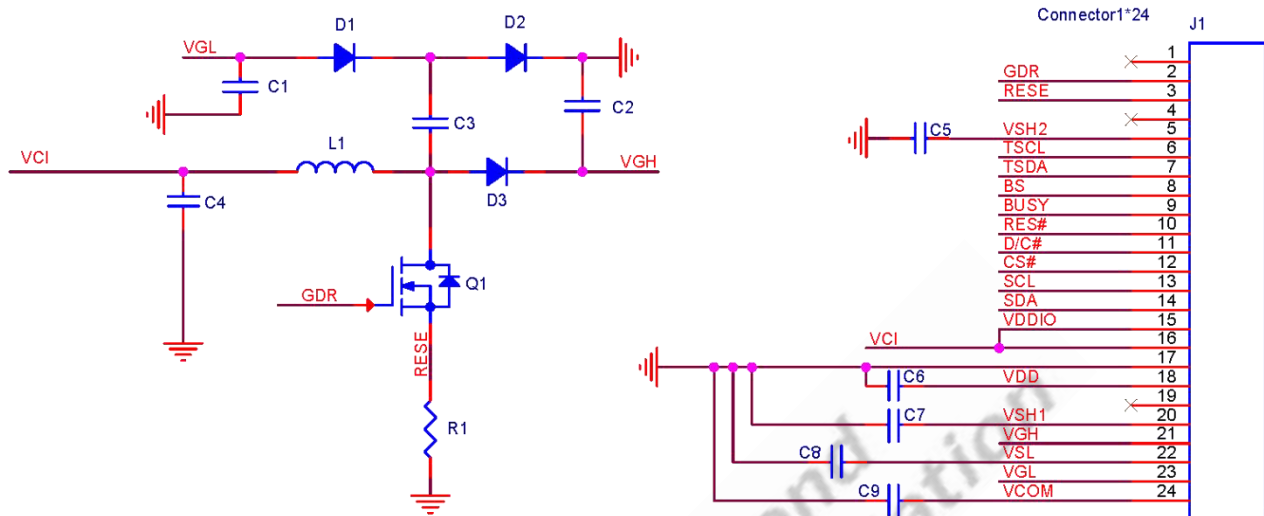 Connector1*24
J1
D1
D2
VGL
C1
C2
C3
VCI
L1
VGH
C4
D3
GDR
Q1
RESE
R1
1
GDR 2
RESE 3
4
C5 VSH2 5
TSCL 6
TSDA 7
BS 8
BUSY 9
RES# 10
D/C# 11
CS# 12
SCL 13
SDA 14
VDDIO 15
VCI 16
17
C6 VDD 18
19
C7 VSH1 20
VGH 21
C8 VSL 22
VGL 23
C9 VCOM 24